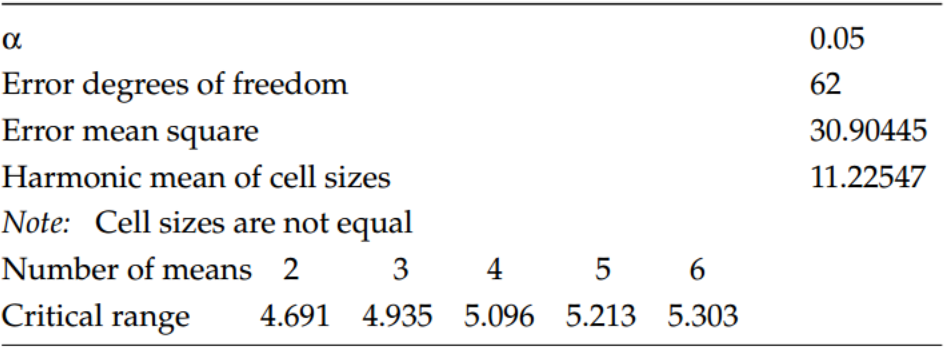 α 0.05
Error degrees of freedom 62
Error mean square 30.90445
Harmonic mean of cell sizes 11.22547
Note: Cell sizes are not equal
Number of means 2 3 4 5 6
Critical range 4.691 4.935 5.096 5.213 5.303